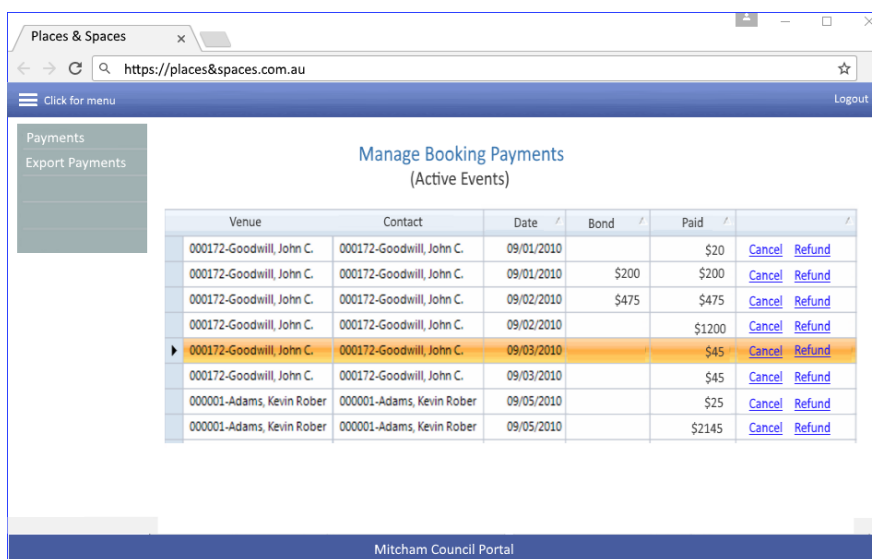 Places & Spaces x
https://places&spaces.com.au
Click for menu Logout
Payments
Export Payments
Manage Booking Payments
(Active Events)
Venue Contact Date Bond Paid
000172-Goodwill, John C. 000172-Goodwill, John C. 09/01/2010 $20 Cancel Refund
000172-Goodwill, John C. 000172-Goodwill, John C. 09/01/2010 $200 $200 Cancel Refund
000172-Goodwill, John C. 000172-Goodwill, John C. 09/02/2010 $475 $475 Cancel Refund
000172-Goodwill, John C. 000172-Goodwill, John C. 09/02/2010 $1200 Cancel Refund
000172-Goodwill, John C. 000172-Goodwill, John C. 09/03/2010 $45 Cancel Refund
000172-Goodwill, John C. 000172-Goodwill, John C. 09/03/2010 $45 Cancel Refund
000001-Adams, Kevin Rober 000001-Adams, Kevin Rober 09/05/2010 $25 Cancel Refund
000001-Adams, Kevin Rober 000001-Adams, Kevin Rober 09/05/2010 $2145 Cancel Refund
Mitcham Council Portal